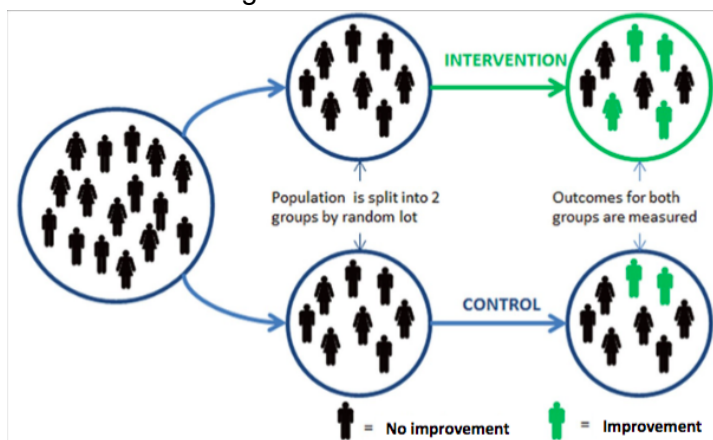 INTERVENTION
Population is split into 2
groups by random lot
Outcomes for both
groups are measured
CONTROL
= No improvement
= Improvement